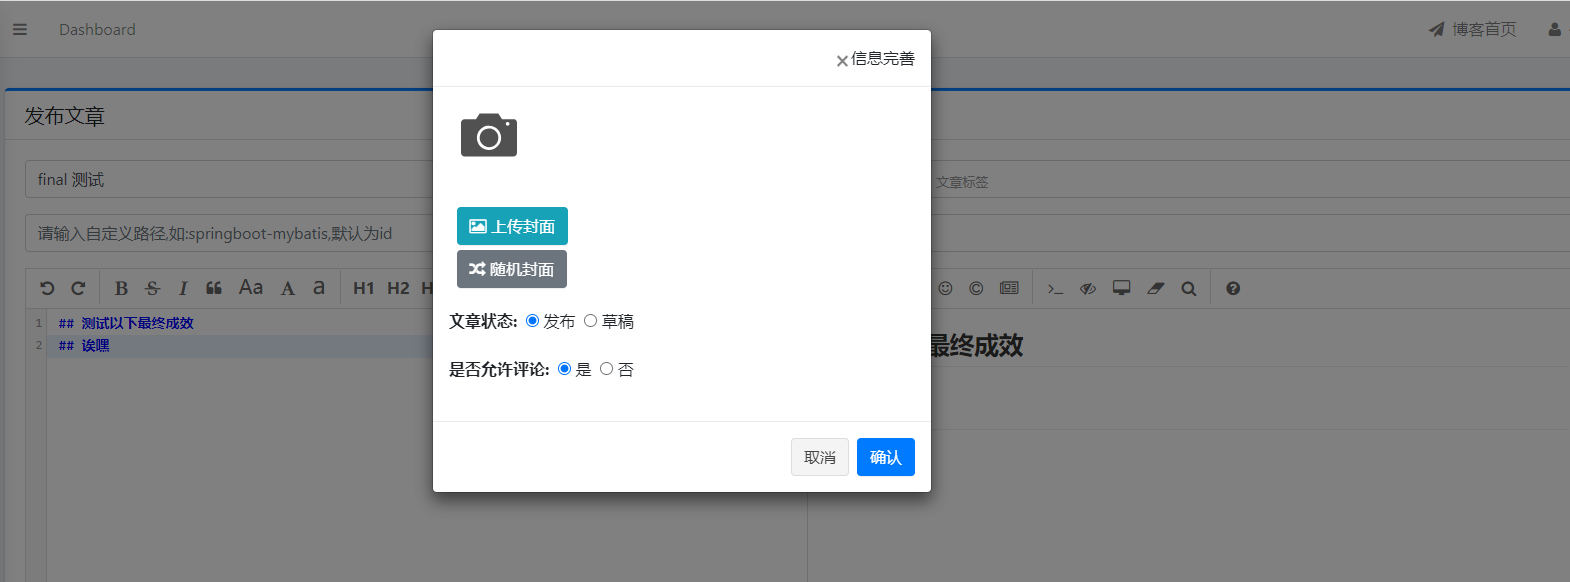 Dashboard
博客首页
×信息完善
发布文章
final 测试
文章标签
请输入自定义路径,如:springboot-mybatis,默认为id
上传封面
随机封面
B S I Aa A a H1 H2 H
1 ## 测试以下最终成效
2 ## 诶嘿
最终成效
文章状态: 发布 草稿
是否允许评论: 是 否
取消 确认